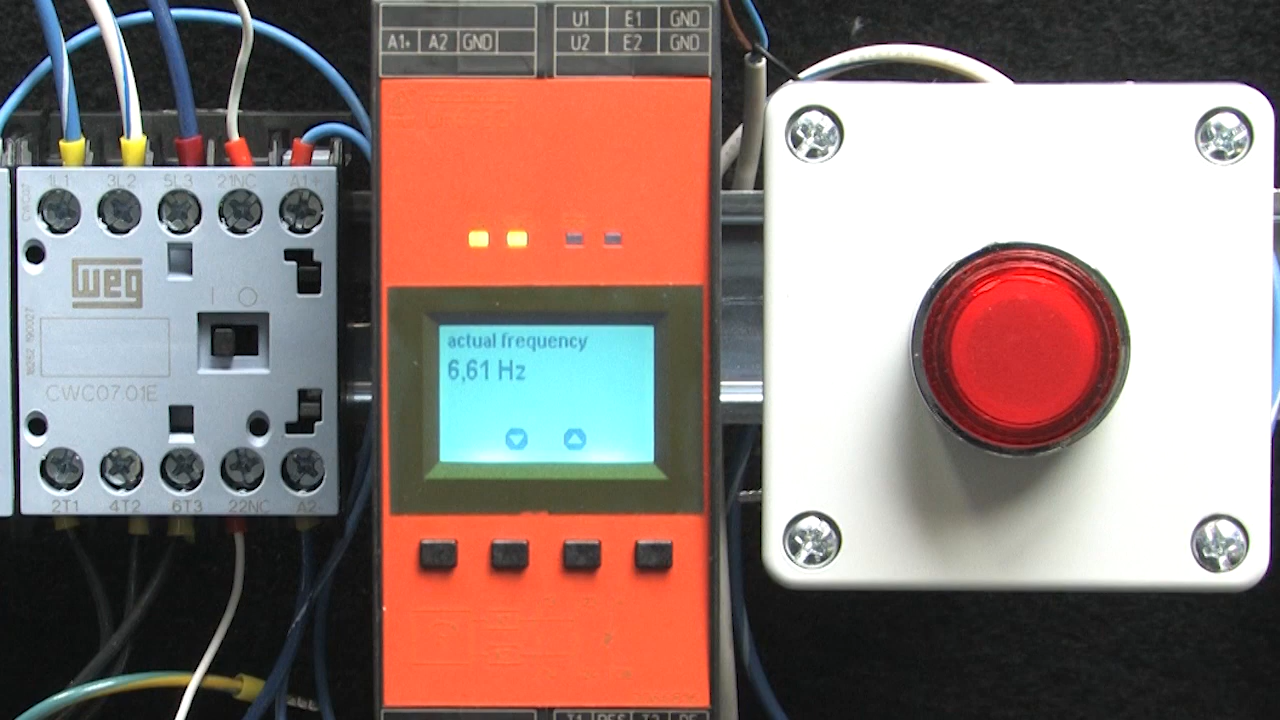 U1 E1 GND
A1+ A2 GND
U2 E2 GND
1L1 3L2 5L3 21NC A1+
WEG
I O
actual frequency
6,61 Hz
CWC07.01E
2T1 4T2 6T3 22NC A2-